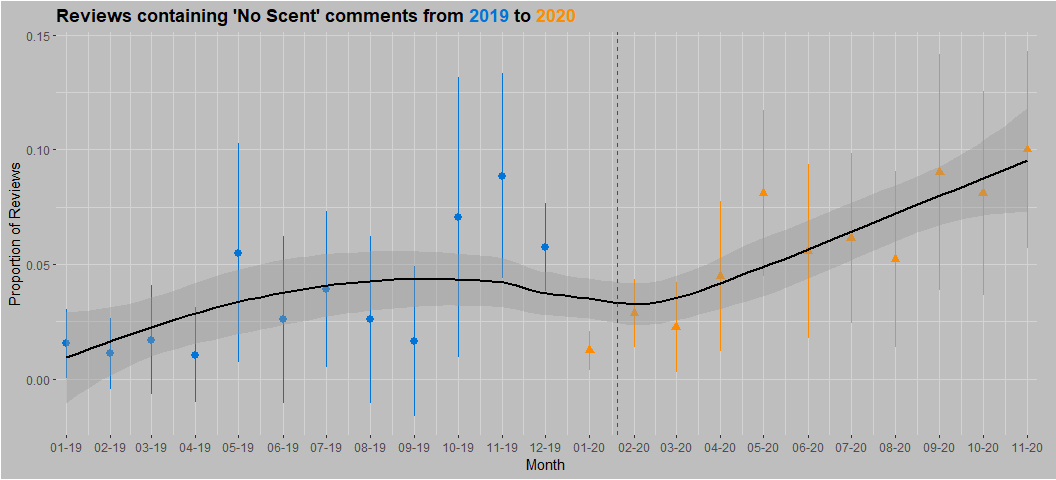 Reviews containing 'No Scent' comments from 2019 to 2020
0.15
0.10
0.05
0.00
Proportion of Reviews
01-19 02-19 03-19 04-19 05-19 06-19 07-19 08-19 09-19 10-19 11-19 12-19 01-20 02-20 03-20 04-20 05-20 06-20 07-20 08-20 09-20 10-20 11-20
Month